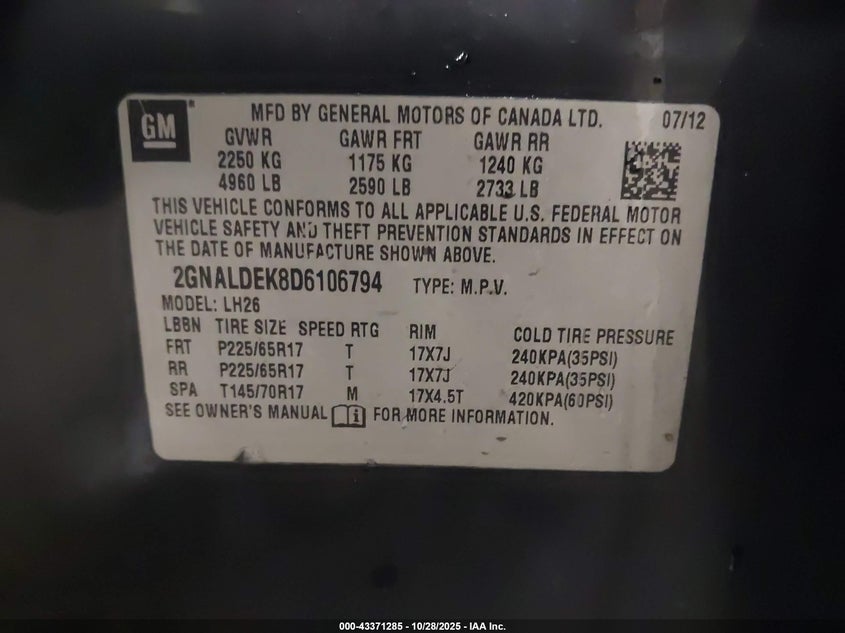 GM ® MFD BY GENERAL MOTORS OF CANADA LTD. 07/12
GVWR GAWR FRT GAWR RR
2250 KG 1175 KG 1240 KG
4960 LB 2590 LB 2733 LB
THIS VEHICLE CONFORMS TO ALL APPLICABLE U.S. FEDERAL MOTOR
VEHICLE SAFETY AND THEFT PREVENTION STANDARDS IN EFFECT ON
THE DATE OF MANUFACTURE SHOWN ABOVE.
2GNALDEK8D6106794 TYPE: M.P.V.
MODEL: LH26
LBBN TIRE SIZE SPEED RTG RIM COLD TIRE PRESSURE
FRT P225/65R17 T 17X7J 240KPA(35PSI)
RR P225/65R17 T 17X7J 240KPA(35PSI)
SPA T145/70R17 M 17X4.5T 420KPA(60PSI)
SEE OWNER'S MANUAL i FOR MORE INFORMATION.
000-43371285 - 10/28/2025 - IAA Inc.